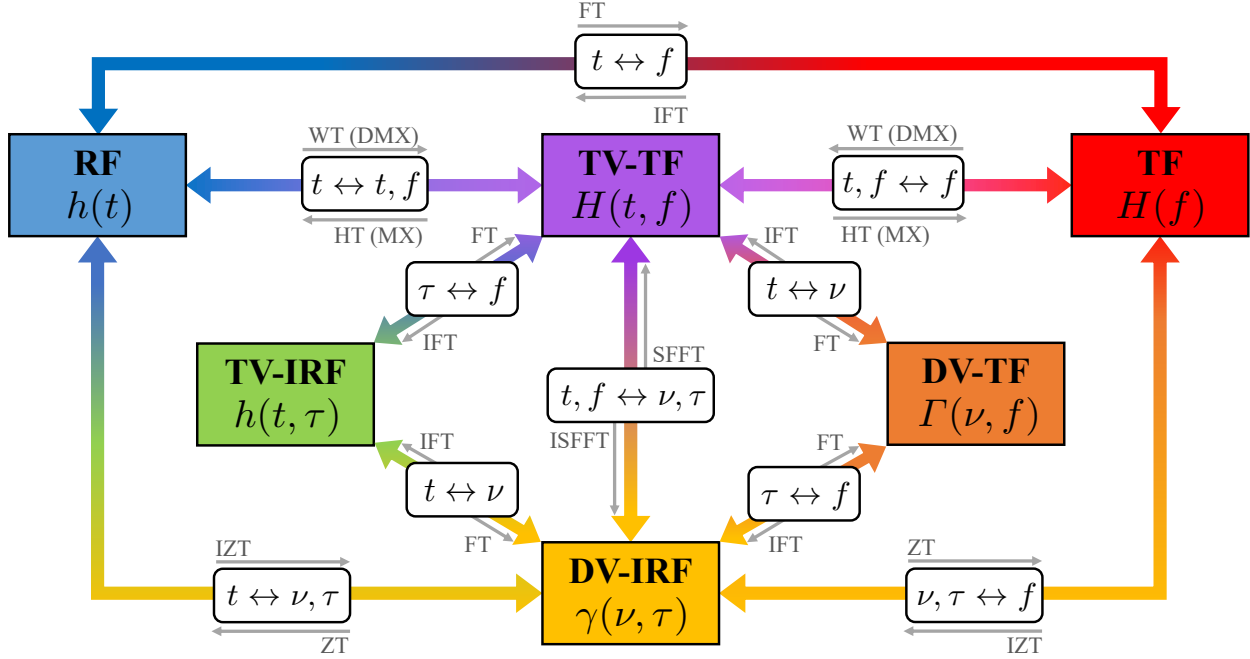 FT
t ↔ f
IFT
RF
h(t)
WT (DMX)
t ↔ t, f
HT (MX)
TV-TF
H(t, f)
WT (DMX)
t, f ↔ f
HT (MX)
TF
H(f)
FT
τ ↔ f
IFT
IFT
t ↔ ν
FT
TV-IRF
h(t, τ)
SFFT
t, f ↔ ν, τ
ISFFT
DV-TF
Γ(ν, f)
IFT
t ↔ ν
FT
FT
τ ↔ f
IFT
IZT
t ↔ ν, τ
ZT
DV-IRF
γ(ν, τ)
ZT
ν, τ ↔ f
IZT